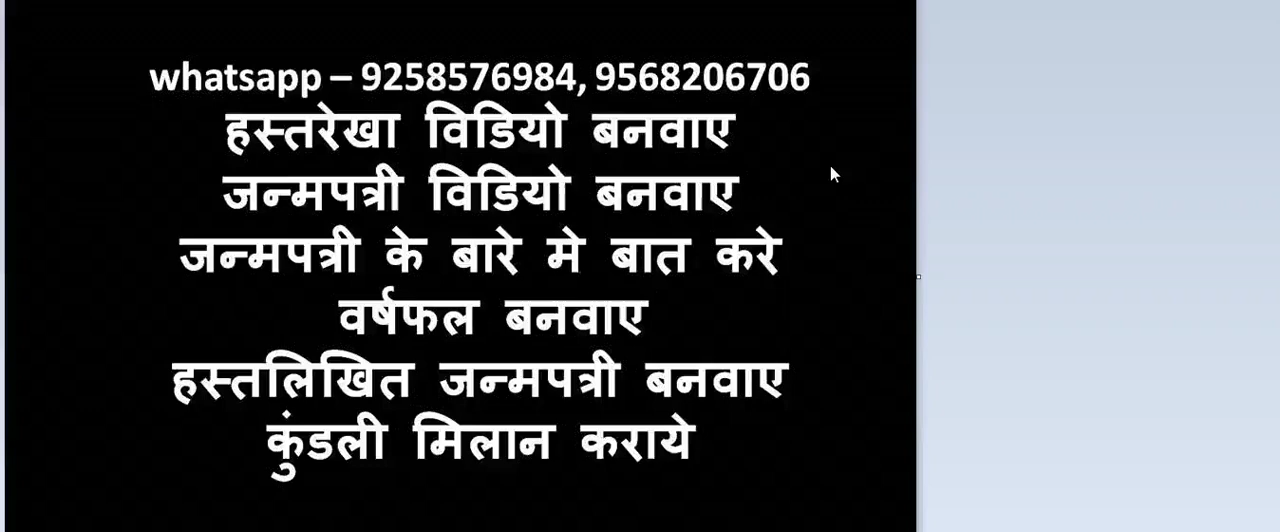 whatsapp – 9258576984, 9568206706
हस्तरेखा विडियो बनवाए
जन्मपत्री विडियो बनवाए
जन्मपत्री के बारे मे बात करे
वर्षफल बनवाए
हस्तलिखित जन्मपत्री बनवाए
कुंडली मिलान कराये